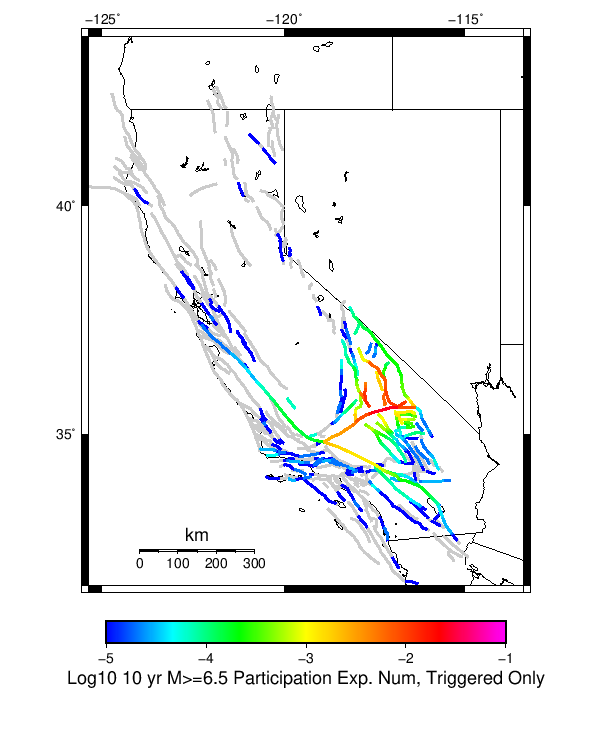 −125° −120° −115°
40°
35°
km
0 100 200 300
−5 −4 −3 −2 −1
Log10 10 yr M>=6.5 Participation Exp. Num, Triggered Only